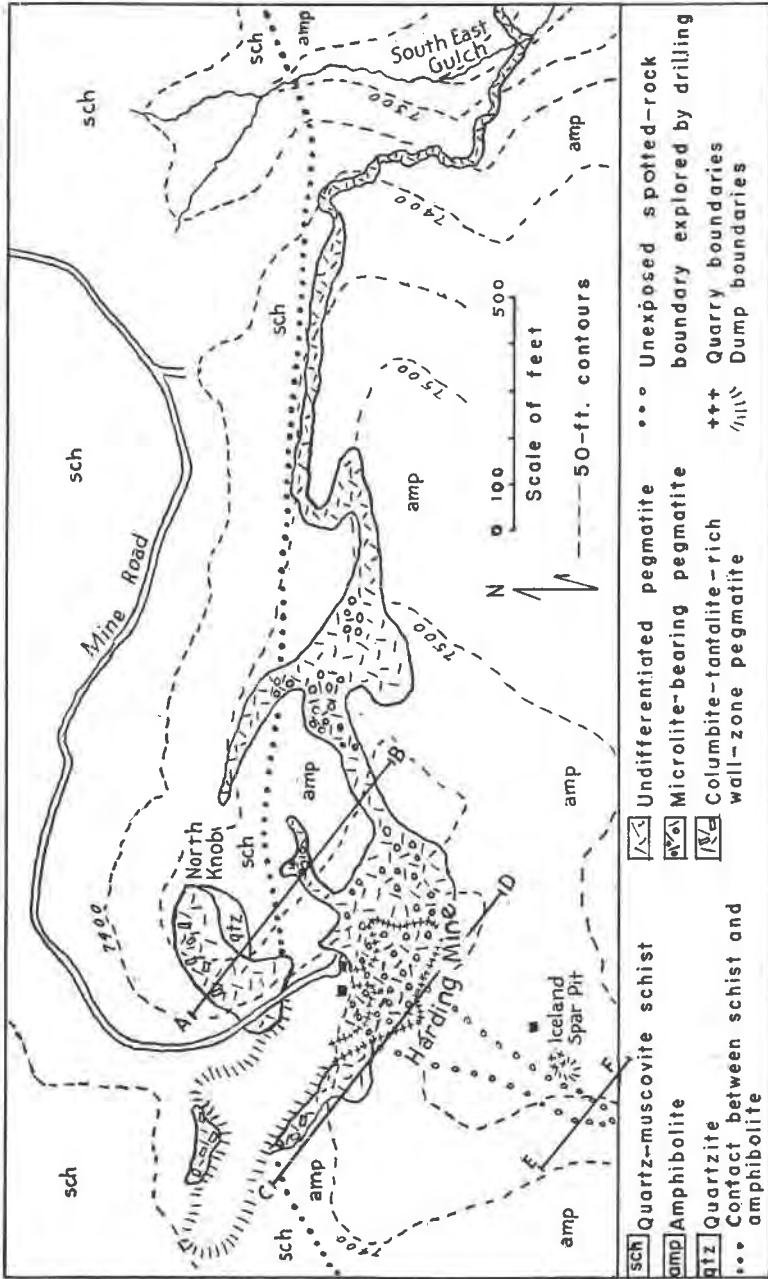 sch
sch
sch
Mine Road
sch
amp
South East
Gulch
7300
7400
North
Knob
qtz
A
sch
sch
amp
B
7400
C
sch
amp
Harding Mine
D
amp
7500
7500
amp
N
0 100 500
Scale of feet
50-ft. contours
7400
Iceland
Spar Pit
E
F
amp
amp
sch Quartz-muscovite schist
amp Amphibolite
qtz Quartzite
Contact between schist and
amphibolite
Undifferentiated pegmatite
Microlite-bearing pegmatite
Columbite-tantalite-rich
wall-zone pegmatite
Unexposed spotted-rock
boundary explored by drilling
Quarry boundaries
Dump boundaries